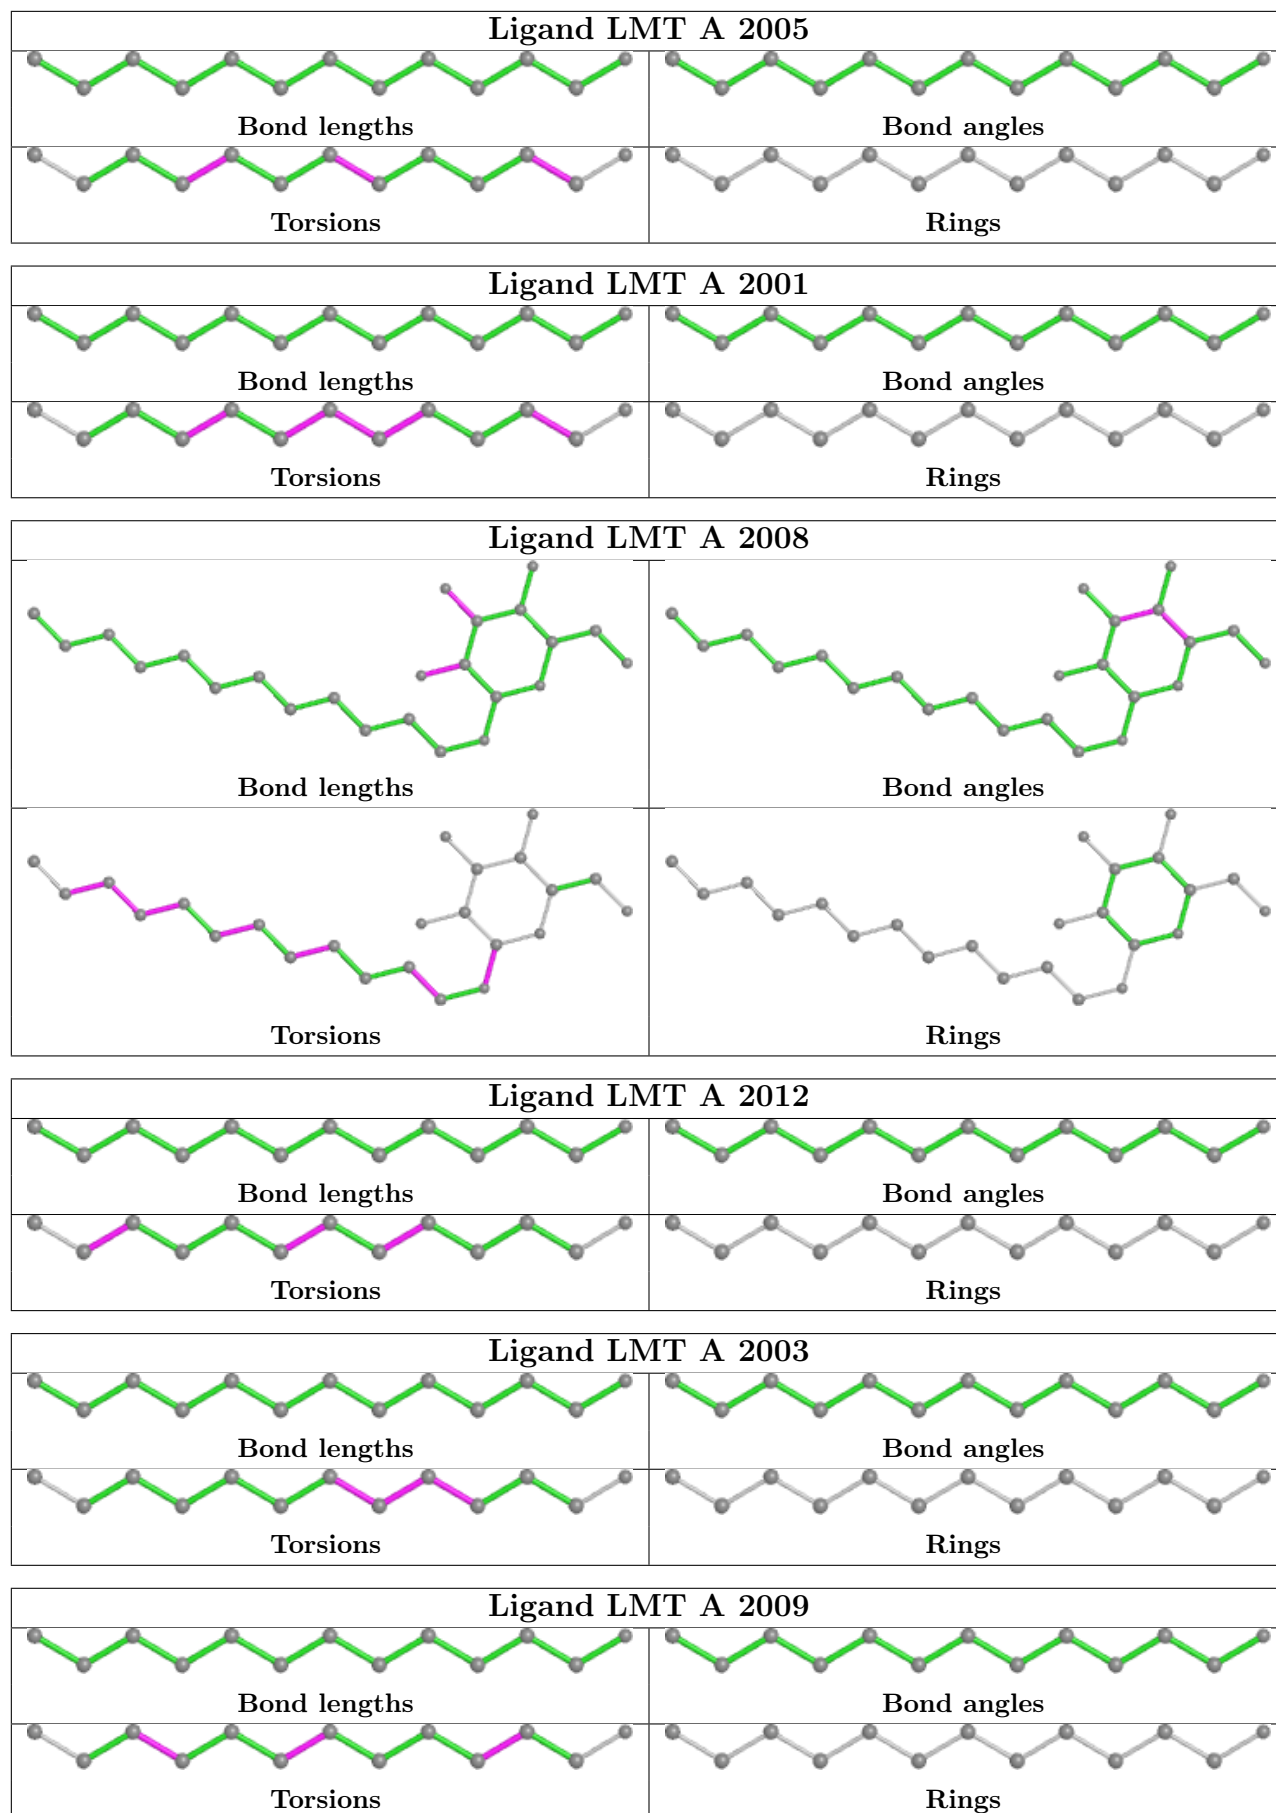 Ligand LMT A 2005
Bond lengths
Bond angles
Torsions
Rings
Ligand LMT A 2001
Bond lengths
Bond angles
Torsions
Rings
Ligand LMT A 2008
Bond lengths
Bond angles
Torsions
Rings
Ligand LMT A 2012
Bond lengths
Bond angles
Torsions
Rings
Ligand LMT A 2003
Bond lengths
Bond angles
Torsions
Rings
Ligand LMT A 2009
Bond lengths
Bond angles
Torsions
Rings